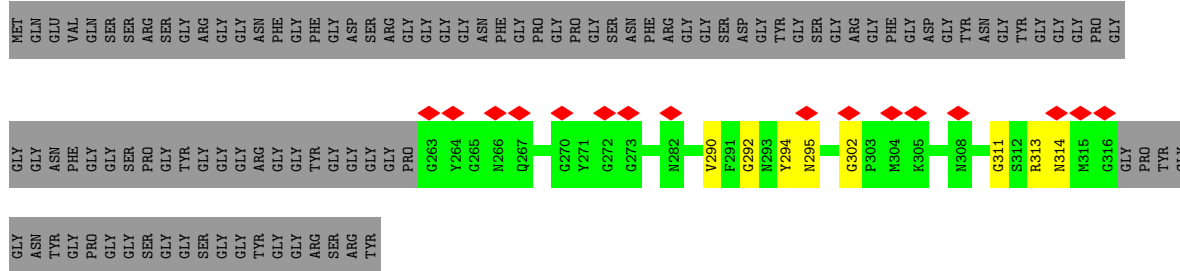 MET GLN GLU VAL GLN SER SER ARG SER GLY ARG GLY GLY ASN PHE GLY PHE GLY ASP SER ARG GLY GLY GLY GLY ASN PHE GLY PRO GLY PRO GLY SER ASN PHE ARG GLY GLY SER ASP GLY TYR GLY SER GLY ARG GLY PHE GLY ASP GLY TYR ASN GLY TYR GLY GLY GLY PRO GLY
GLY GLY ASN PHE GLY GLY SER PRO GLY TYR GLY GLY GLY ARG GLY GLY TYR GLY GLY GLY GLY PRO G263 Y264 G265 N266 Q267 G270 Y271 G272 G273 N282 V290 F291 G292 N293 Y294 N295 G302 P303 M304 K305 N308 G311 S312 R313 N314 M315 G316 GLY PRO TYR GLY
GLY ASN TYR GLY PRO GLY GLY SER GLY GLY SER GLY GLY TYR GLY GLY ARG SER ARG TYR